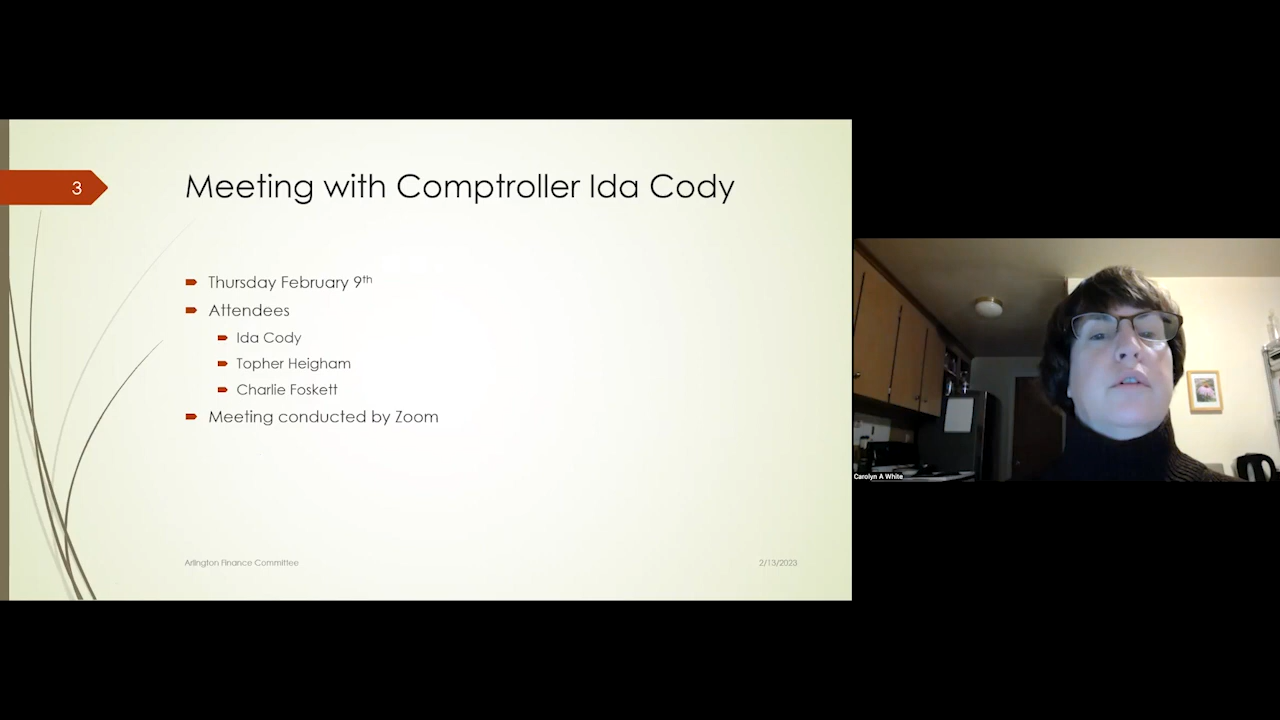 3
Meeting with Comptroller Ida Cody
Thursday February 9th
Attendees
Ida Cody
Topher Heigham
Charlie Foskett
Meeting conducted by Zoom
Arlington Finance Committee
2/13/2023
Carolyn A White